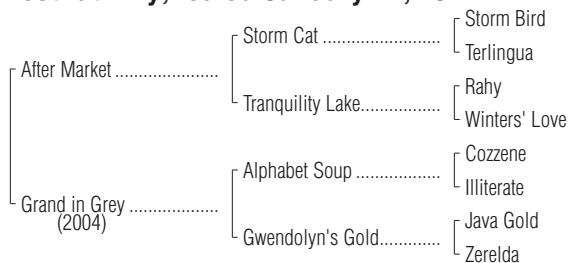 Storm Bird
Storm Cat ........................
Terlingua
After Market .....................
Rahy
Tranquility Lake................
Winters' Love
Cozzene
Alphabet Soup .................
Illiterate
Grand in Grey ..................
(2004)
Java Gold
Gwendolyn's Gold............
Zerelda